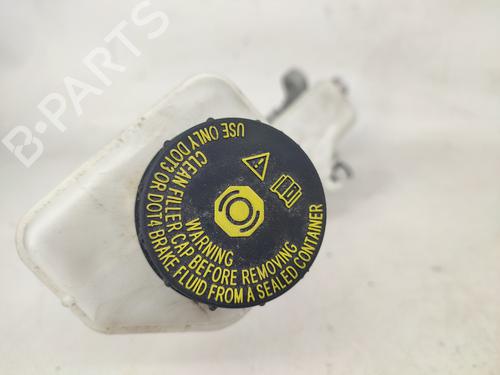 B-PARTS
WARNING
CLEAN FILLER CAP BEFORE REMOVING
USE ONLY DOT3 OR DOT4 BRAKE FLUID FROM A SEALED CONTAINER